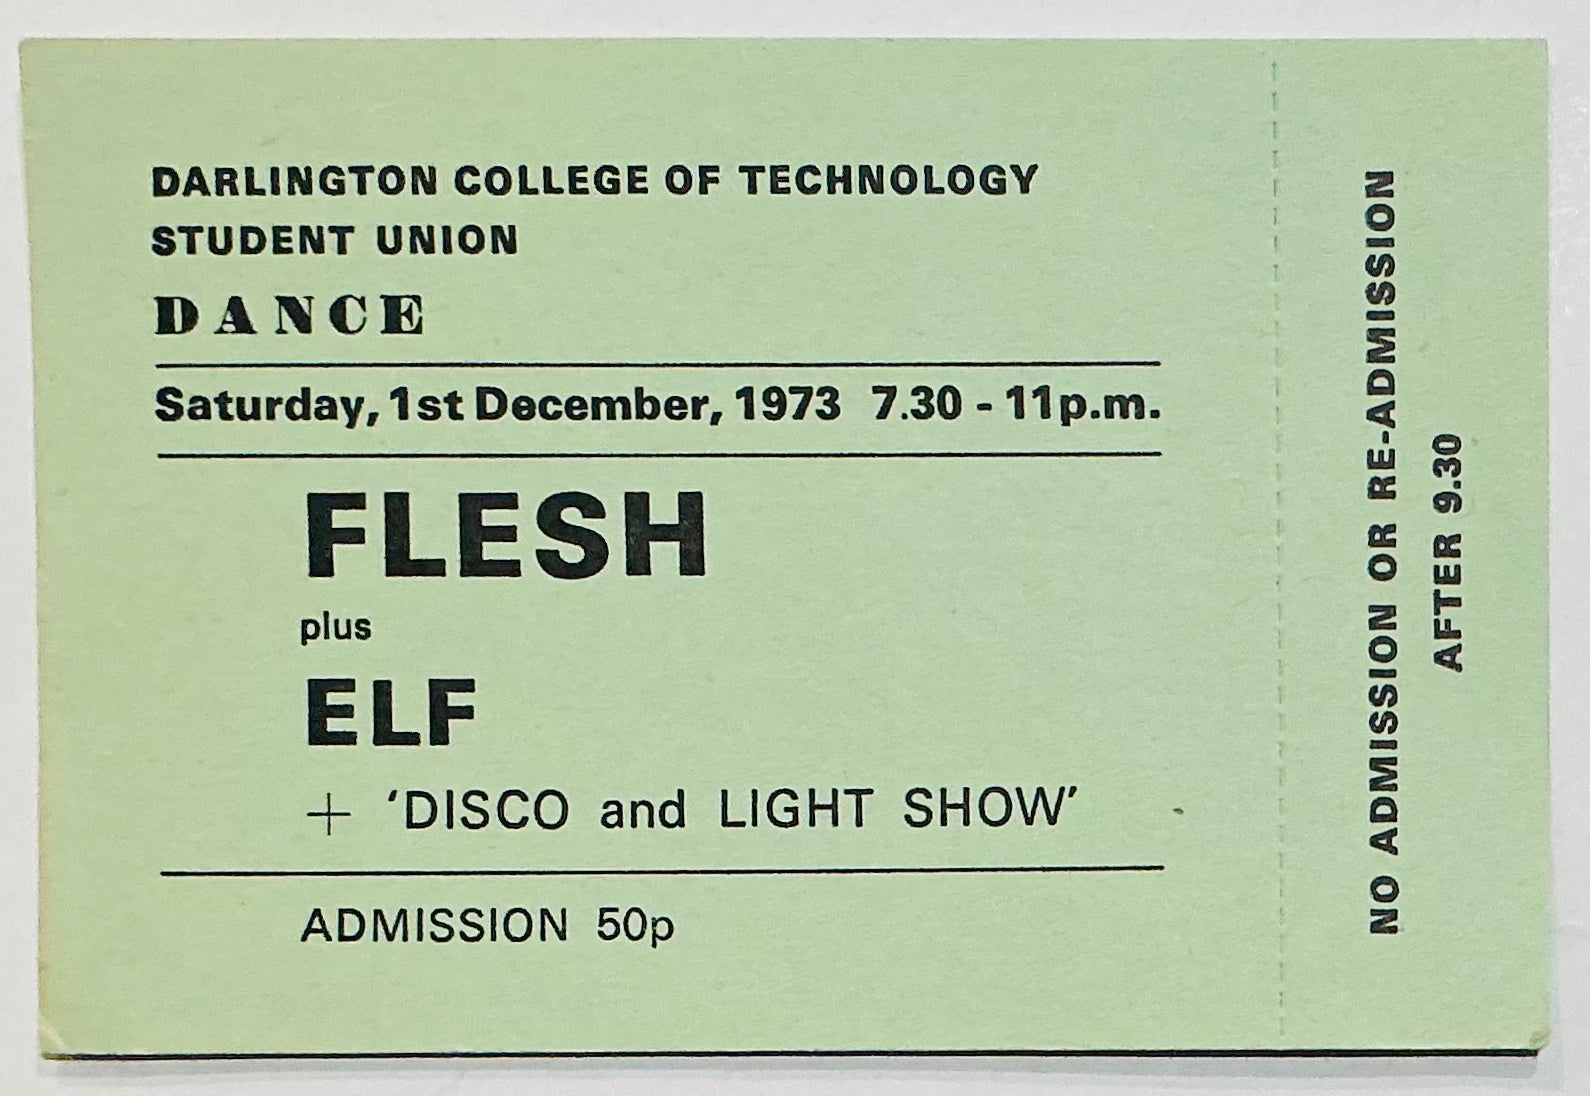 DARLINGTON COLLEGE OF TECHNOLOGY
STUDENT UNION
DANCE
Saturday, 1st December, 1973 7.30 - 11p.m.
FLESH
plus
ELF
+ 'DISCO and LIGHT SHOW'
ADMISSION 50p
NO ADMISSION OR RE-ADMISSION
AFTER 9.30